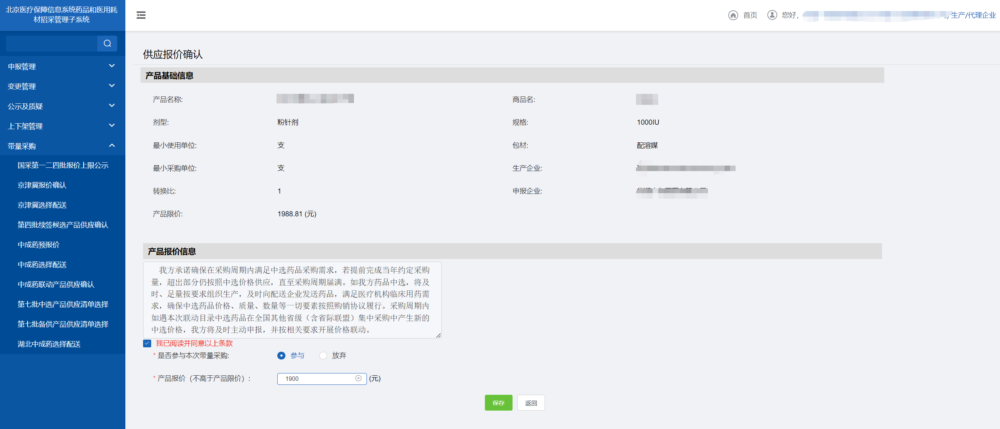 北京医疗保障信息系统药品和医用耗
材招采管理子系统
首页
您好,
生产/代理企业
申报管理
变更管理
公示及质疑
上下架管理
带量采购
国采第一二四批报价上限公示
京津冀报价确认
京津冀选择配送
第四批续签候选产品供应确认
中成药预报价
中成药选择配送
中成药联动产品供应确认
第七批中选产品供应清单选择
第七批备供产品供应清单选择
湖北中成药选择配送
供应报价确认
产品基础信息
产品名称:
商品名:
剂型: 粉针剂
规格: 1000IU
最小使用单位: 支
包材: 配溶媒
最小采购单位: 支
生产企业:
转换比: 1
申报企业:
产品限价: 1988.81 (元)
产品报价信息
我方承诺确保在采购周期内满足中选药品采购需求，若提前完成当年约定采购
量，超出部分仍按照中选价格供应，直至采购周期届满。如我方药品中选，将及
时、足量按要求组织生产，及时向配送企业发送药品，满足医疗机构临床用药需
求，确保中选药品价格、质量、数量等一切要素按照购销协议履行。采购周期内
如遇本次联动目录中选药品在全国其他省级（含省际联盟）集中采购中产生新的
中选价格，我方将及时主动申报，并按相关要求开展价格联动。
我已阅读并同意以上条款
* 是否参与本次带量采购: 参与 放弃
* 产品报价（不高于产品限价）: 1900 (元)
保存 返回